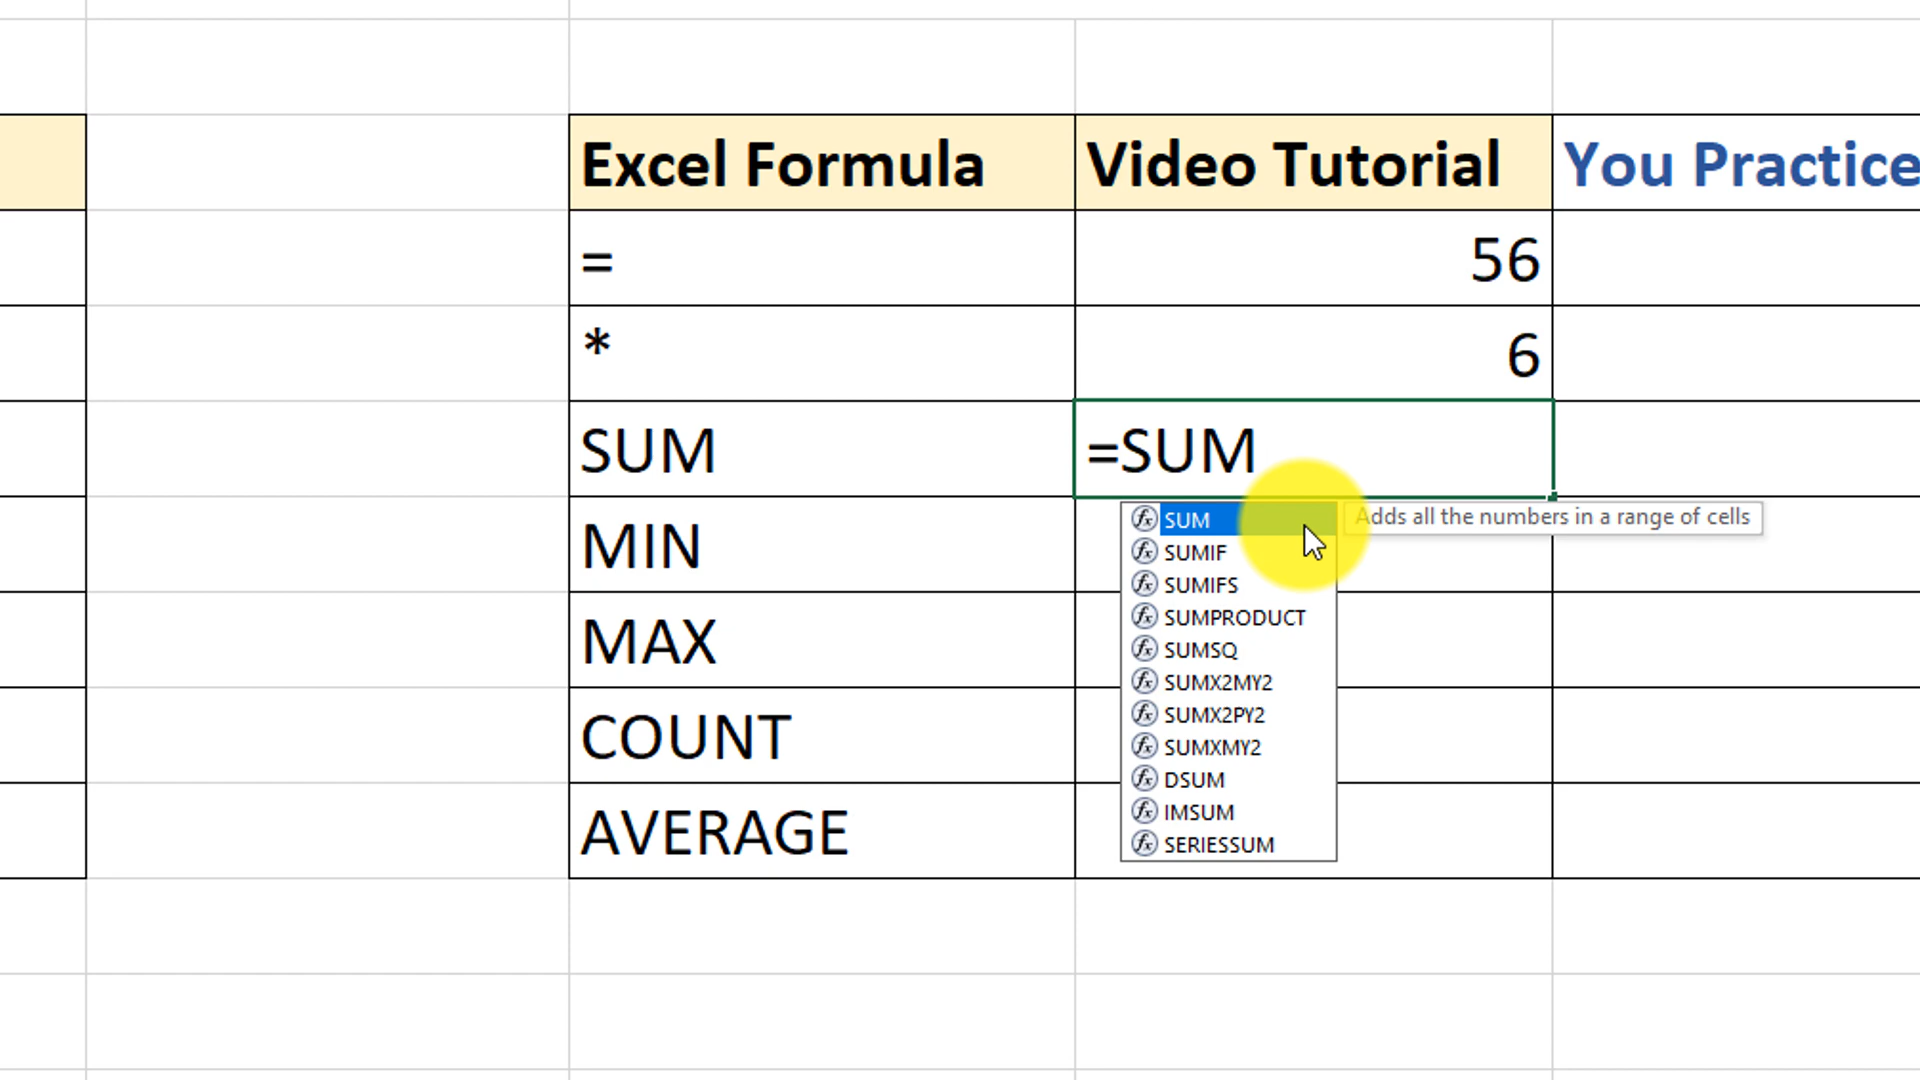 Excel Formula Video Tutorial You Practice
= 56
* 6
SUM =SUM
SUM Adds all the numbers in a range of cells
MIN
SUMIF
SUMIFS
MAX
SUMPRODUCT
SUMSQ
SUMX2MY2
COUNT
SUMX2PY2
SUMXMY2
DSUM
AVERAGE
IMSUM
SERIESSUM